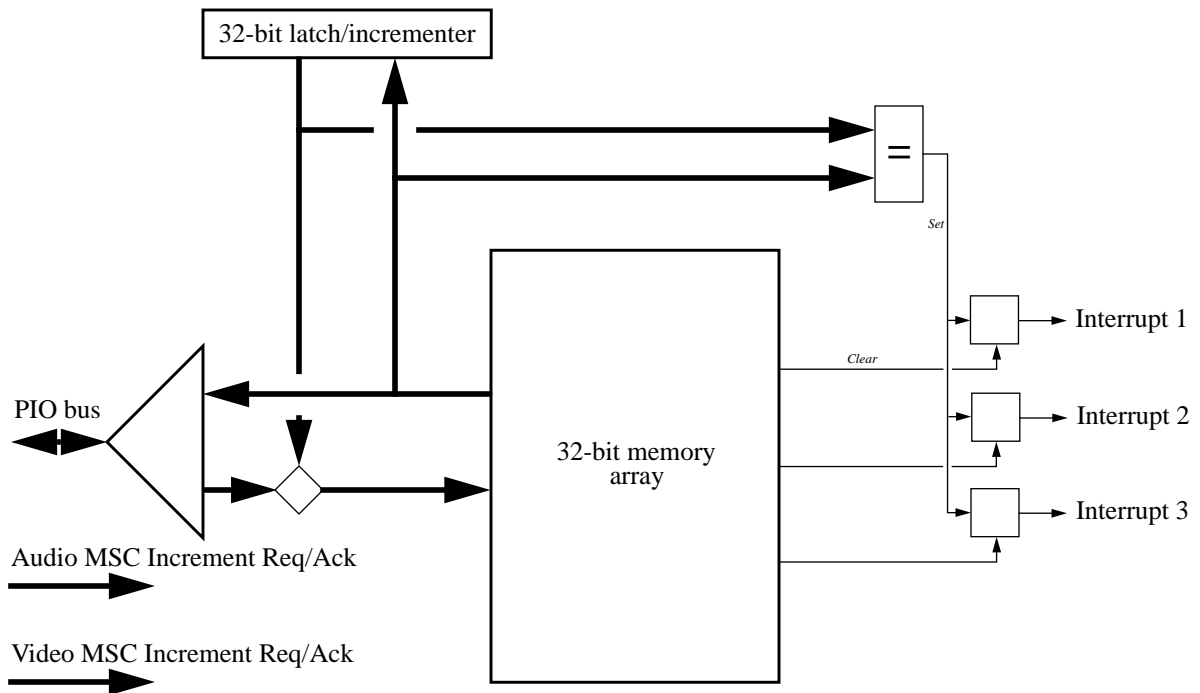 32-bit latch/incrementer
=
Set
Interrupt 1
Clear
PIO bus
Interrupt 2
32-bit memory
array
Interrupt 3
Audio MSC Increment Req/Ack
Video MSC Increment Req/Ack